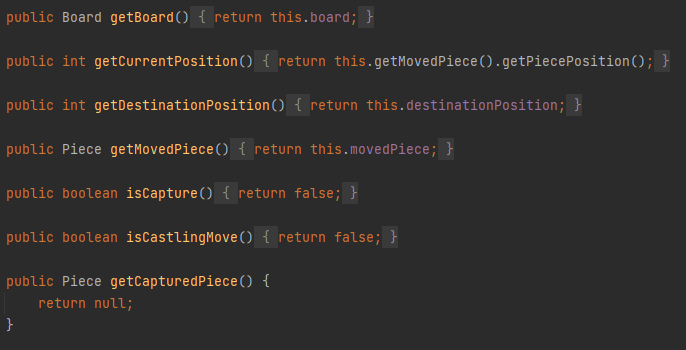 public Board getBoard() { return this.board; }
public int getCurrentPosition() { return this.getMovedPiece().getPiecePosition(); }
public int getDestinationPosition() { return this.destinationPosition; }
public Piece getMovedPiece() { return this.movedPiece; }
public boolean isCapture() { return false; }
public boolean isCastlingMove() { return false; }
public Piece getCapturedPiece() {
    return null;
}